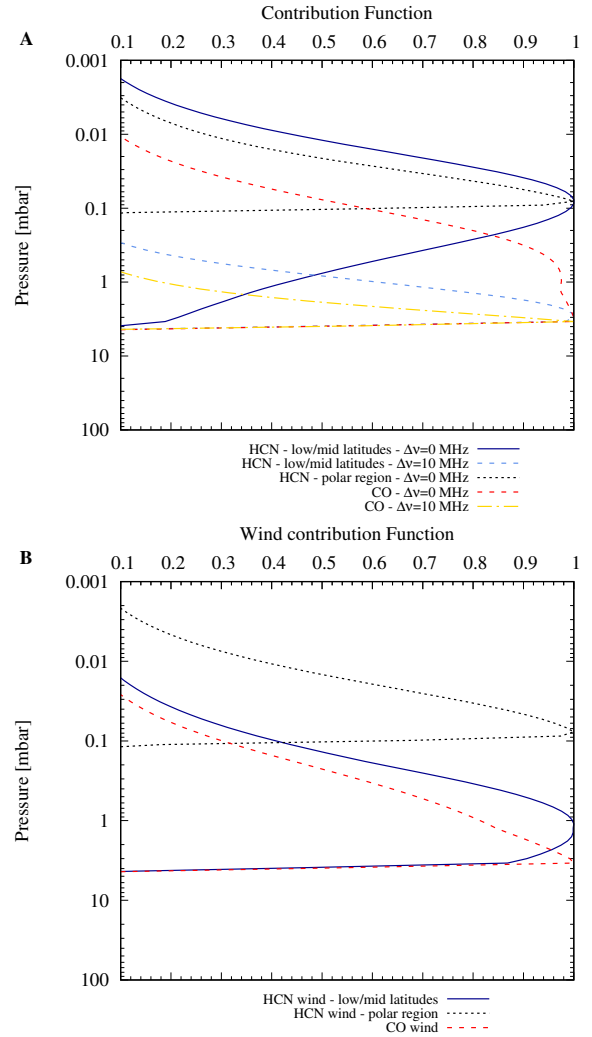 Contribution Function
A
0.1 0.2 0.3 0.4 0.5 0.6 0.7 0.8 0.9 1
0.001
0.01
0.1
1
10
100
Pressure [mbar]
HCN - low/mid latitudes - Δν=0 MHz
HCN - low/mid latitudes - Δν=10 MHz
HCN - polar region - Δν=0 MHz
CO - Δν=0 MHz
CO - Δν=10 MHz
Wind contribution Function
B
0.1 0.2 0.3 0.4 0.5 0.6 0.7 0.8 0.9 1
0.001
0.01
0.1
1
10
100
Pressure [mbar]
HCN wind - low/mid latitudes
HCN wind - polar region
CO wind